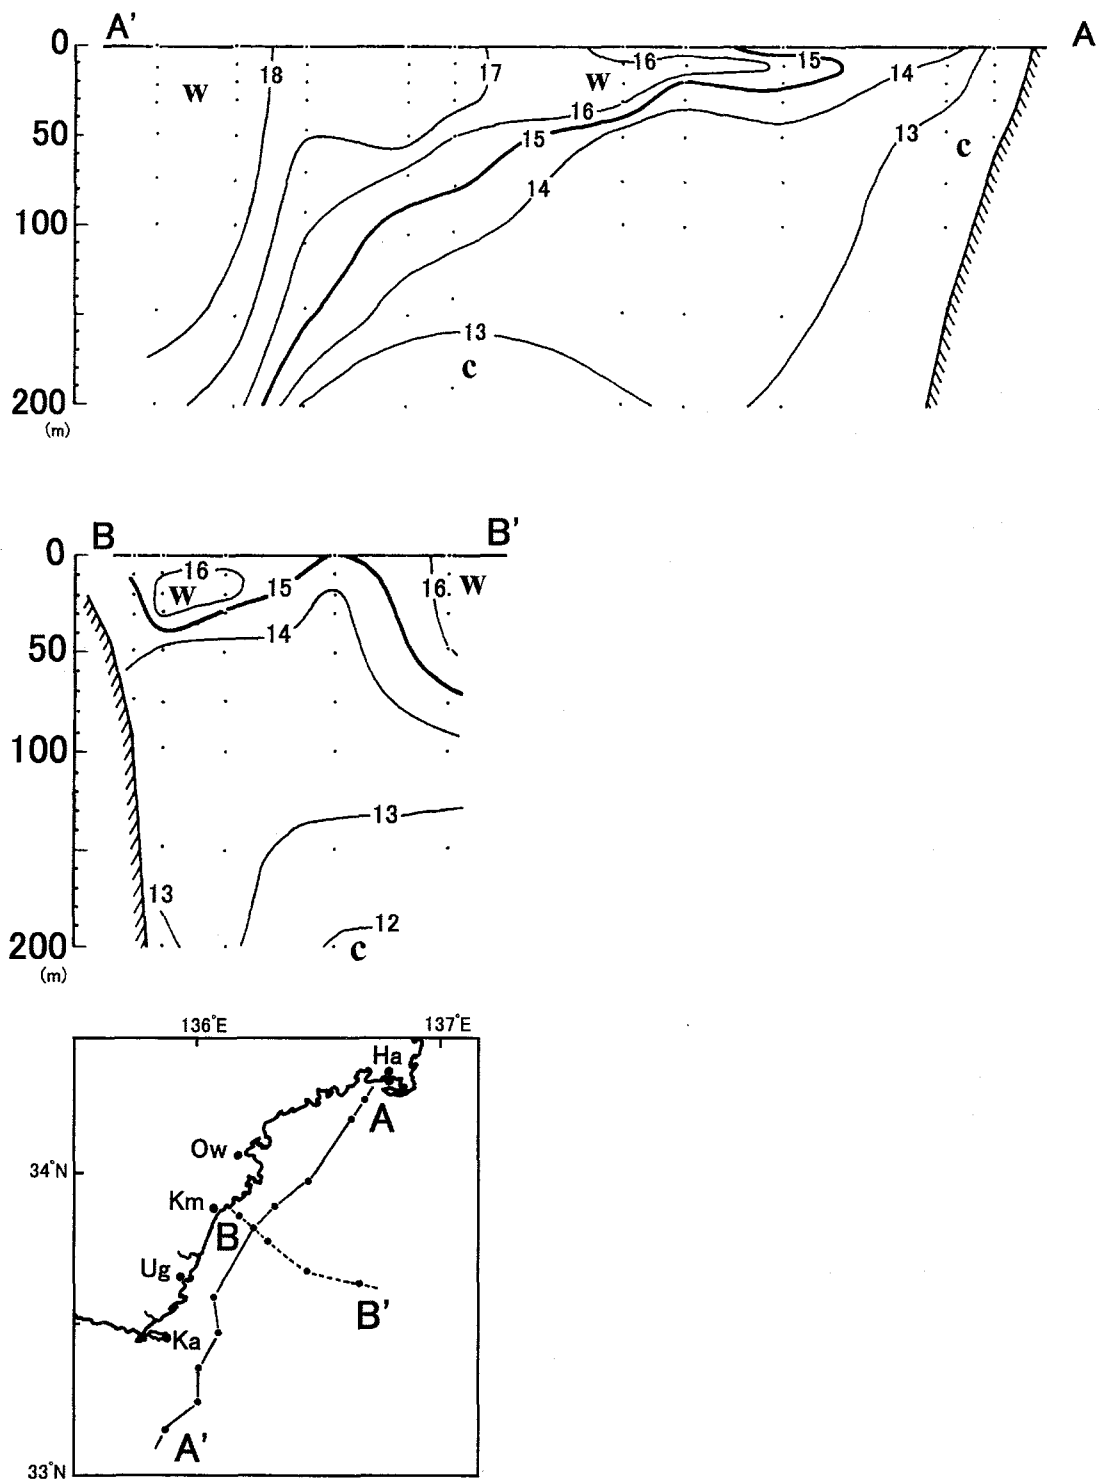 A' A
0
18 17 16 15 14
w w
16
50 15 13 c
14
100
13
c
200
(m)
B B'
0
16 w
w 15 16
14
50
100
13
13
12
200 c
(m)
136°E 137°E
Ha
A
Ow
34°N
Km
B
Ug
B'
Ka
A'
33°N